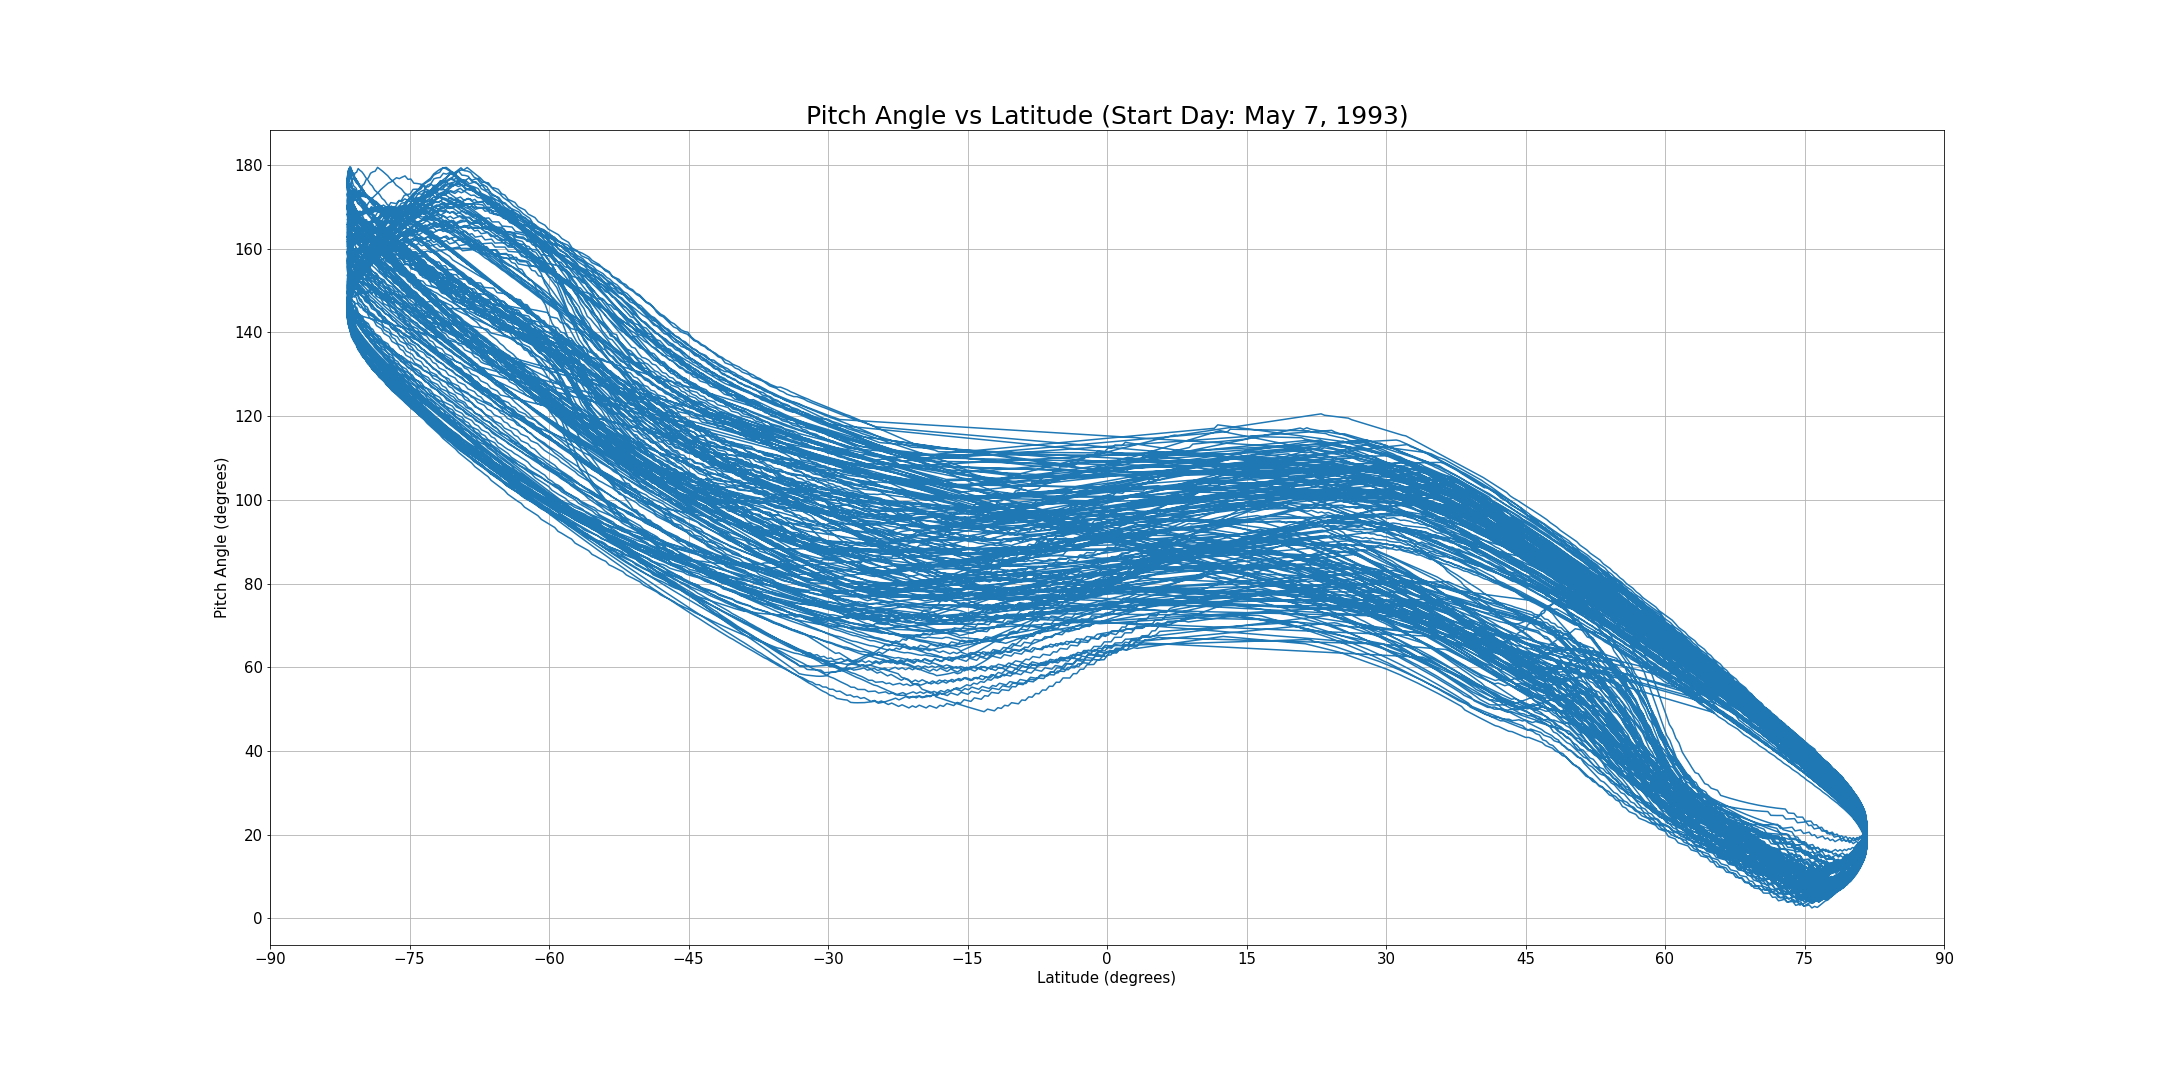 Pitch Angle vs Latitude (Start Day: May 7, 1993)
180
160
140
120
100
80
60
40
20
0
Pitch Angle (degrees)
−90 −75 −60 −45 −30 −15 0 15 30 45 60 75 90
Latitude (degrees)